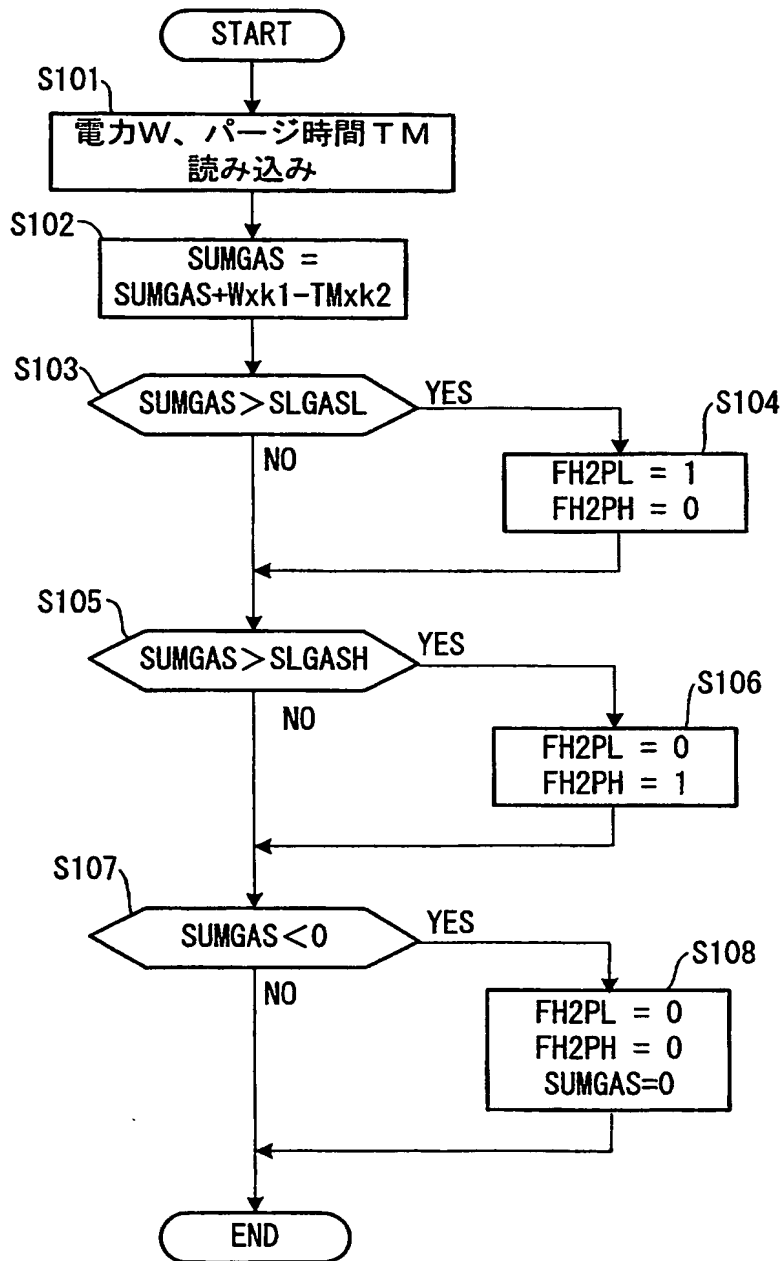 START
S101
電力W、パージ時間TM
読み込み
S102
SUMGAS =
SUMGAS+Wxk1-TMxk2
S103
SUMGAS>SLGASL
YES
NO
S104
FH2PL = 1
FH2PH = 0
S105
SUMGAS>SLGASH
YES
NO
S106
FH2PL = 0
FH2PH = 1
S107
SUMGAS<0
YES
NO
S108
FH2PL = 0
FH2PH = 0
SUMGAS=0
END